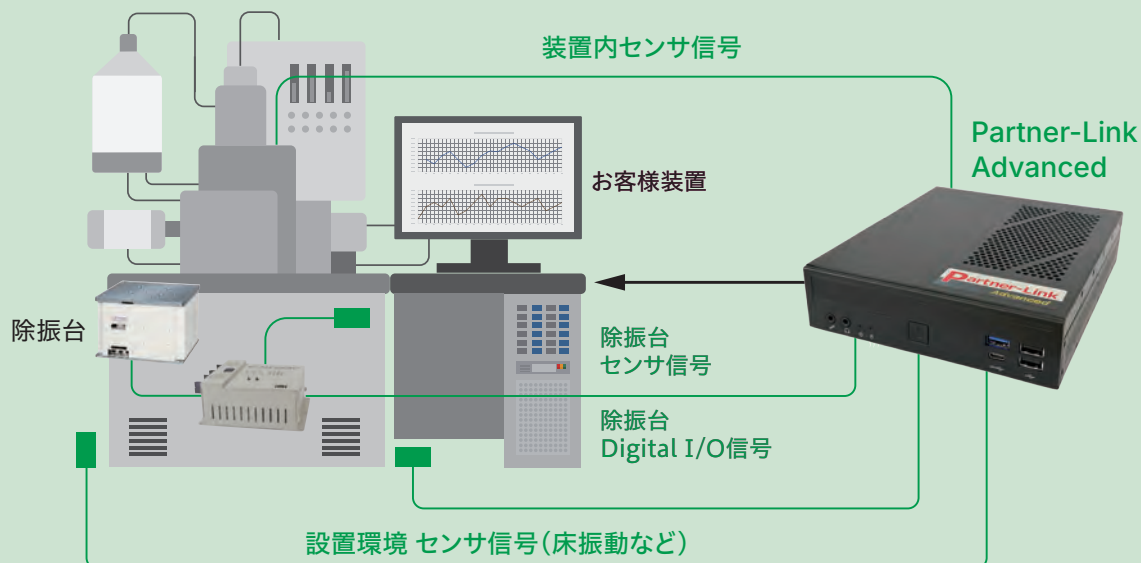 装置内センサ信号
Partner-Link
Advanced
お客様装置
Partner-Link
Advanced
除振台
除振台
センサ信号
除振台
Digital I/O信号
設置環境 センサ信号(床振動など)